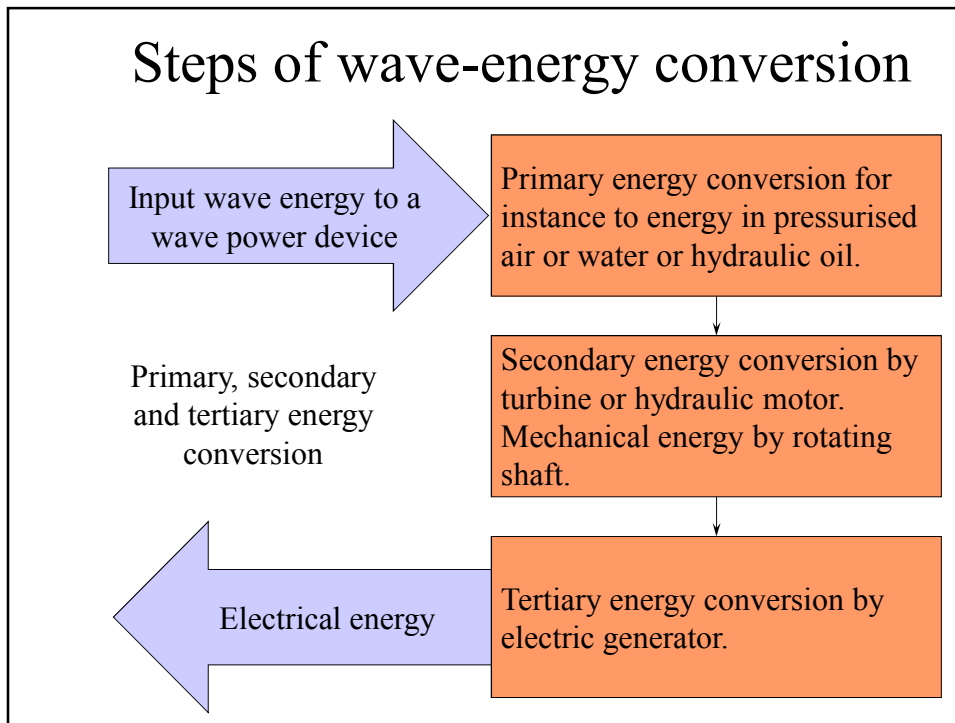 Steps of wave-energy conversion
Input wave energy to a
wave power device
Primary energy conversion for
instance to energy in pressurised
air or water or hydraulic oil.
Primary, secondary
and tertiary energy
conversion
Secondary energy conversion by
turbine or hydraulic motor.
Mechanical energy by rotating
shaft.
Electrical energy
Tertiary energy conversion by
electric generator.